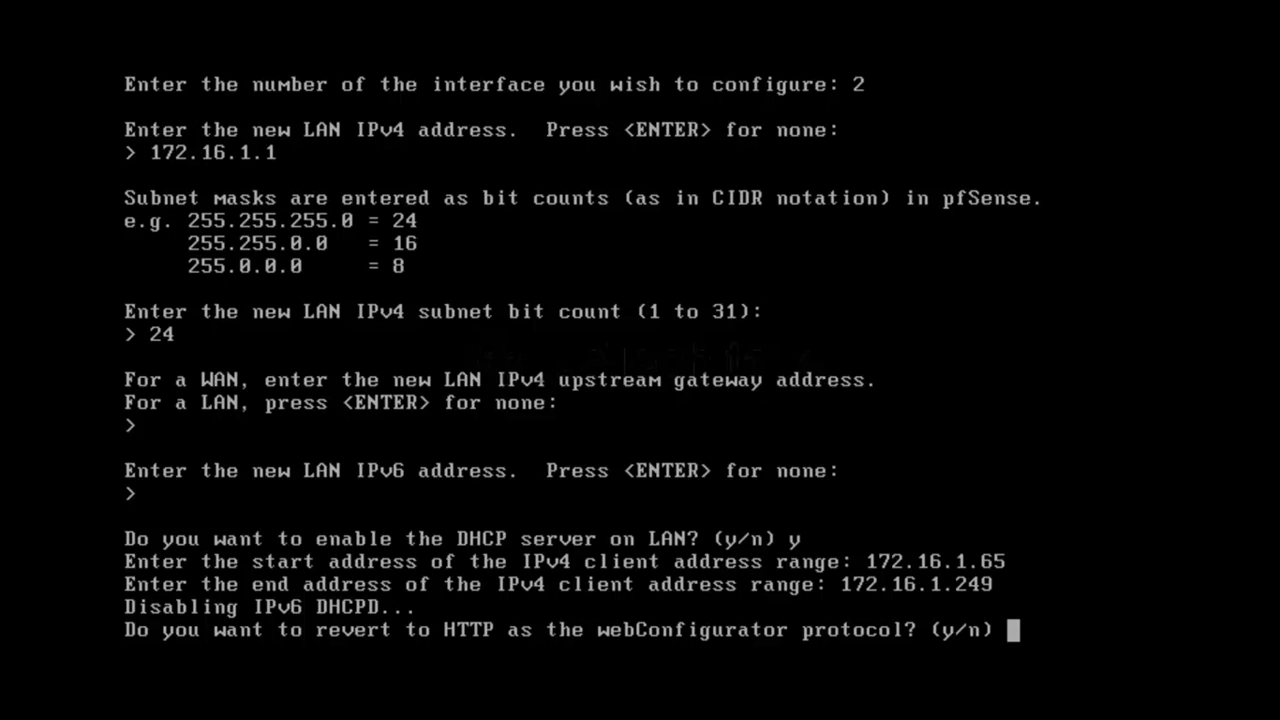 Enter the number of the interface you wish to configure: 2
Enter the new LAN IPv4 address.  Press <ENTER> for none:
> 172.16.1.1
Subnet masks are entered as bit counts (as in CIDR notation) in pfSense.
e.g. 255.255.255.0 = 24
     255.255.0.0   = 16
     255.0.0.0     = 8
Enter the new LAN IPv4 subnet bit count (1 to 31):
> 24
For a WAN, enter the new LAN IPv4 upstream gateway address.
For a LAN, press <ENTER> for none:
>
Enter the new LAN IPv6 address.  Press <ENTER> for none:
>
Do you want to enable the DHCP server on LAN? (y/n) y
Enter the start address of the IPv4 client address range: 172.16.1.65
Enter the end address of the IPv4 client address range: 172.16.1.249
Disabling IPv6 DHCPD...
Do you want to revert to HTTP as the webConfigurator protocol? (y/n)